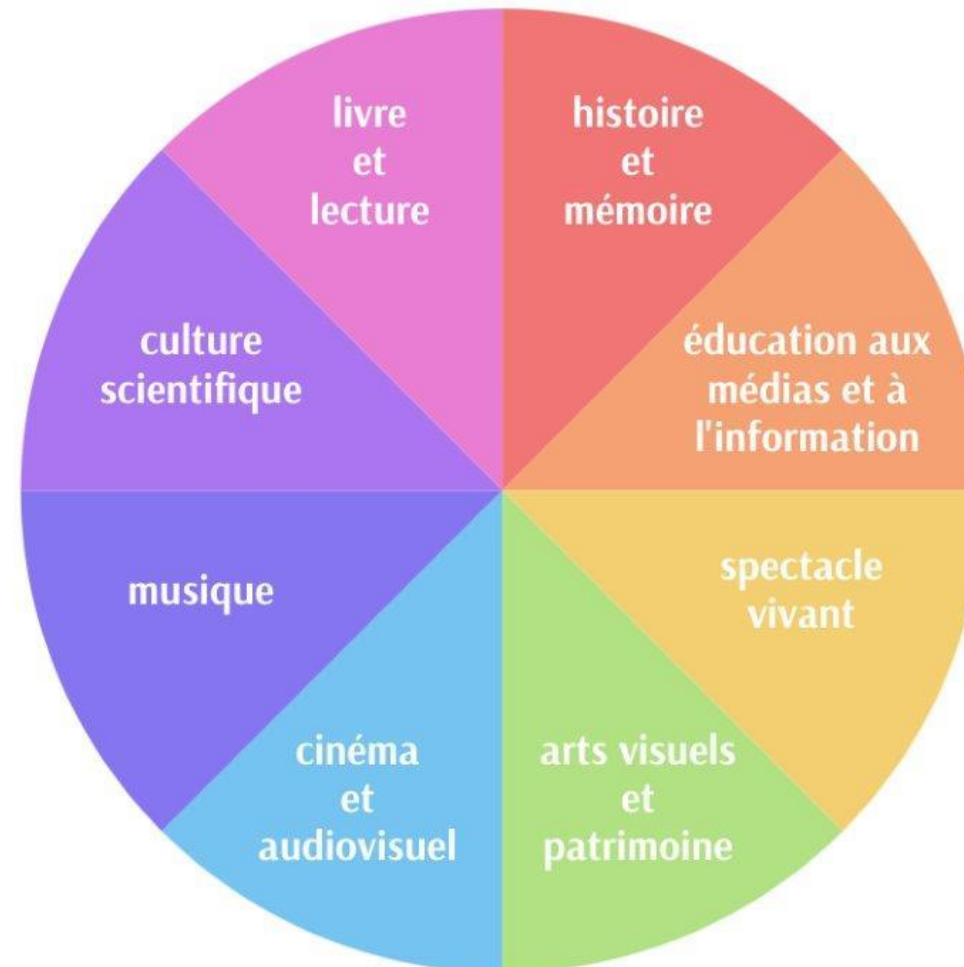 livre
et
lecture
histoire
et
mémoire
culture
scientifique
éducation aux
médias et à
l'information
musique
spectacle
vivant
cinéma
et
audiovisuel
arts visuels
et
patrimoine